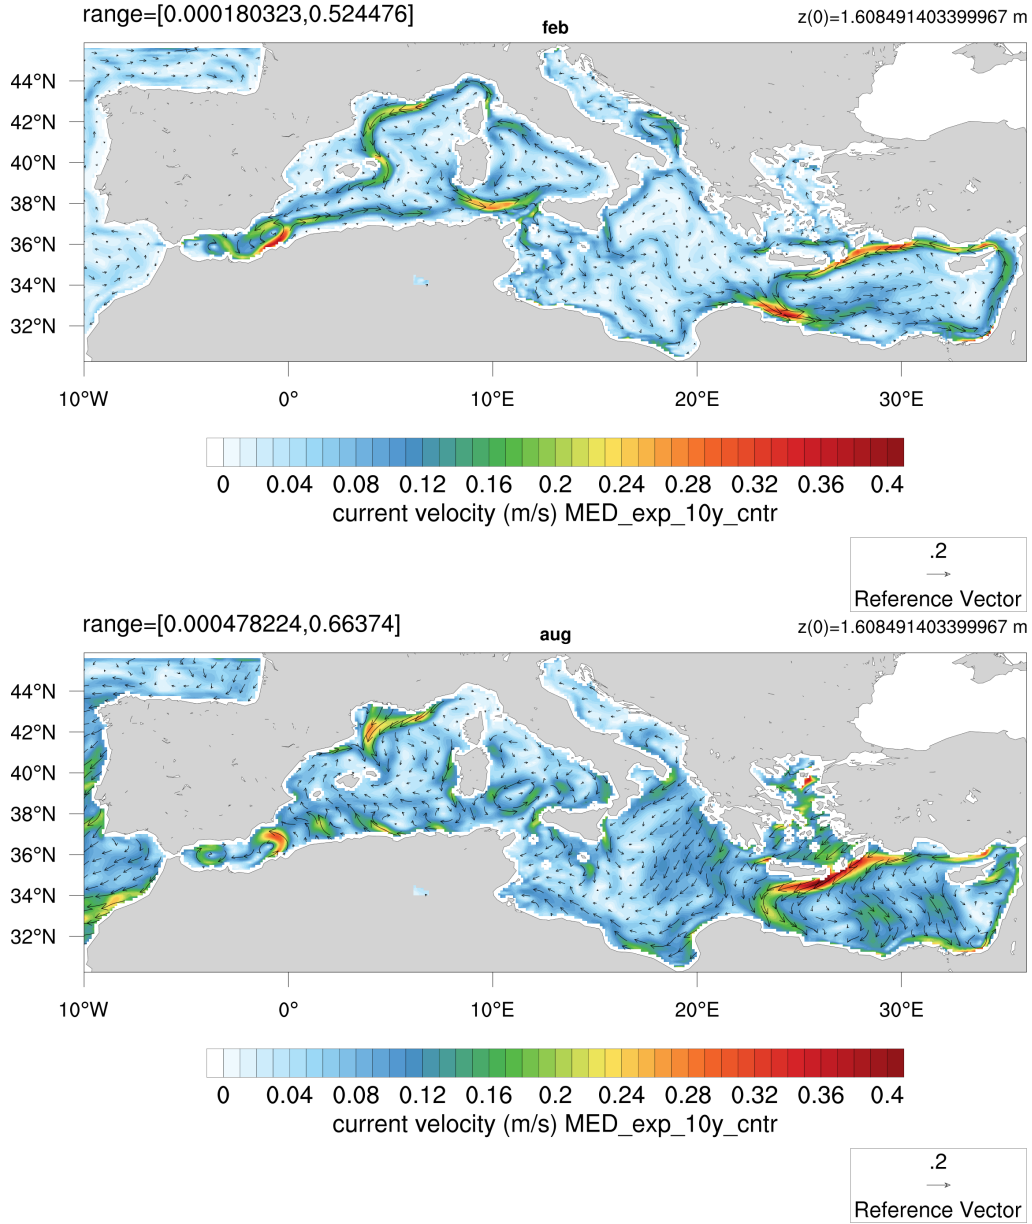 range=[0.000180323,0.524476]
feb
z(0)=1.608491403399967 m
44°N
42°N
40°N
38°N
36°N
34°N
32°N
10°W 0° 10°E 20°E 30°E
0 0.04 0.08 0.12 0.16 0.2 0.24 0.28 0.32 0.36 0.4
current velocity (m/s) MED_exp_10y_cntr
.2
Reference Vector
range=[0.000478224,0.66374]
aug
z(0)=1.608491403399967 m
44°N
42°N
40°N
38°N
36°N
34°N
32°N
10°W 0° 10°E 20°E 30°E
0 0.04 0.08 0.12 0.16 0.2 0.24 0.28 0.32 0.36 0.4
current velocity (m/s) MED_exp_10y_cntr
.2
Reference Vector